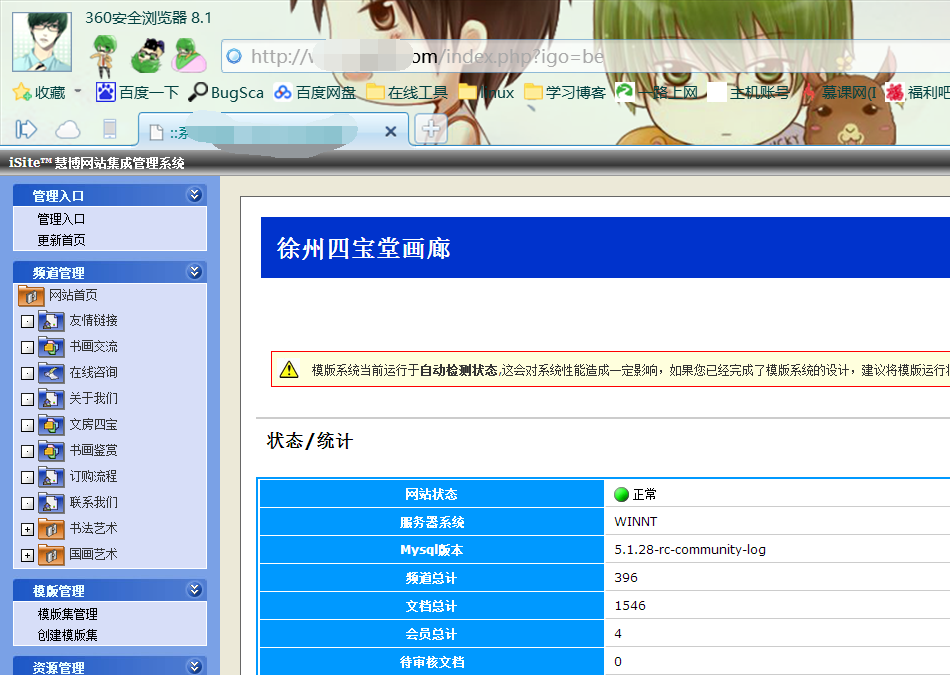 360安全浏览器 8.1
http://w om/index.php?igo=be
收藏 百度一下 BugSca 百度网盘 在线工具 linux 学习博客 一路上网 主机账号 慕课网(I 福利吧
::系
iSite™慧博网站集成管理系统
管理入口
管理入口
更新首页
频道管理
网站首页
友情链接
书画交流
在线咨询
关于我们
文房四宝
书画鉴赏
订购流程
联系我们
书法艺术
国画艺术
模版管理
模版集管理
创建模版集
资源管理
徐州四宝堂画廊
模版系统当前运行于自动检测状态,这会对系统性能造成一定影响，如果您已经完成了模版系统的设计，建议将模版运行
状态/统计
网站状态 正常
服务器系统 WINNT
Mysql版本 5.1.28-rc-community-log
频道总计 396
文档总计 1546
会员总计 4
待审核文档 0